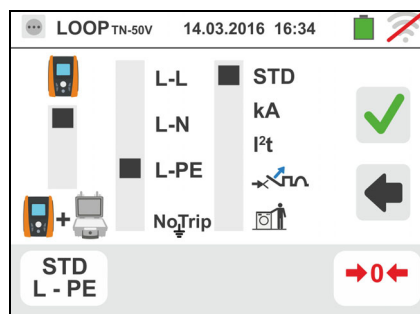 LOOP TN-50V 14.03.2016 16:34
L-L STD
L-N kA
I²t
L-PE
+ NoTrip
STD
L - PE
→0←